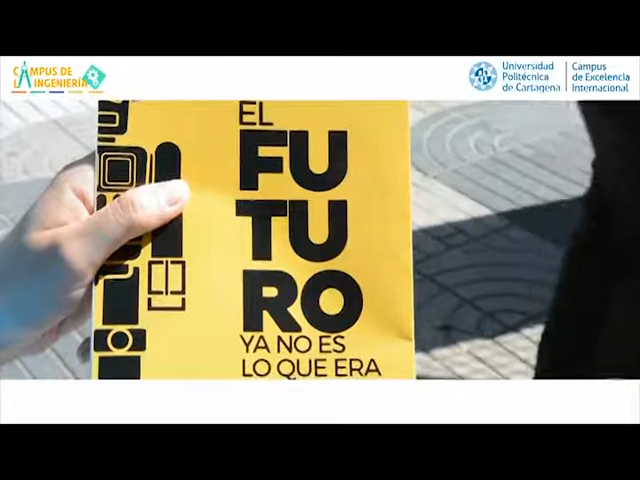 CAMPUS DE
LA INGENIERÍA
Universidad
Politécnica
de Cartagena
Campus
de Excelencia
Internacional
EL
FU
TU
RO
YA NO ES
LO QUE ERA